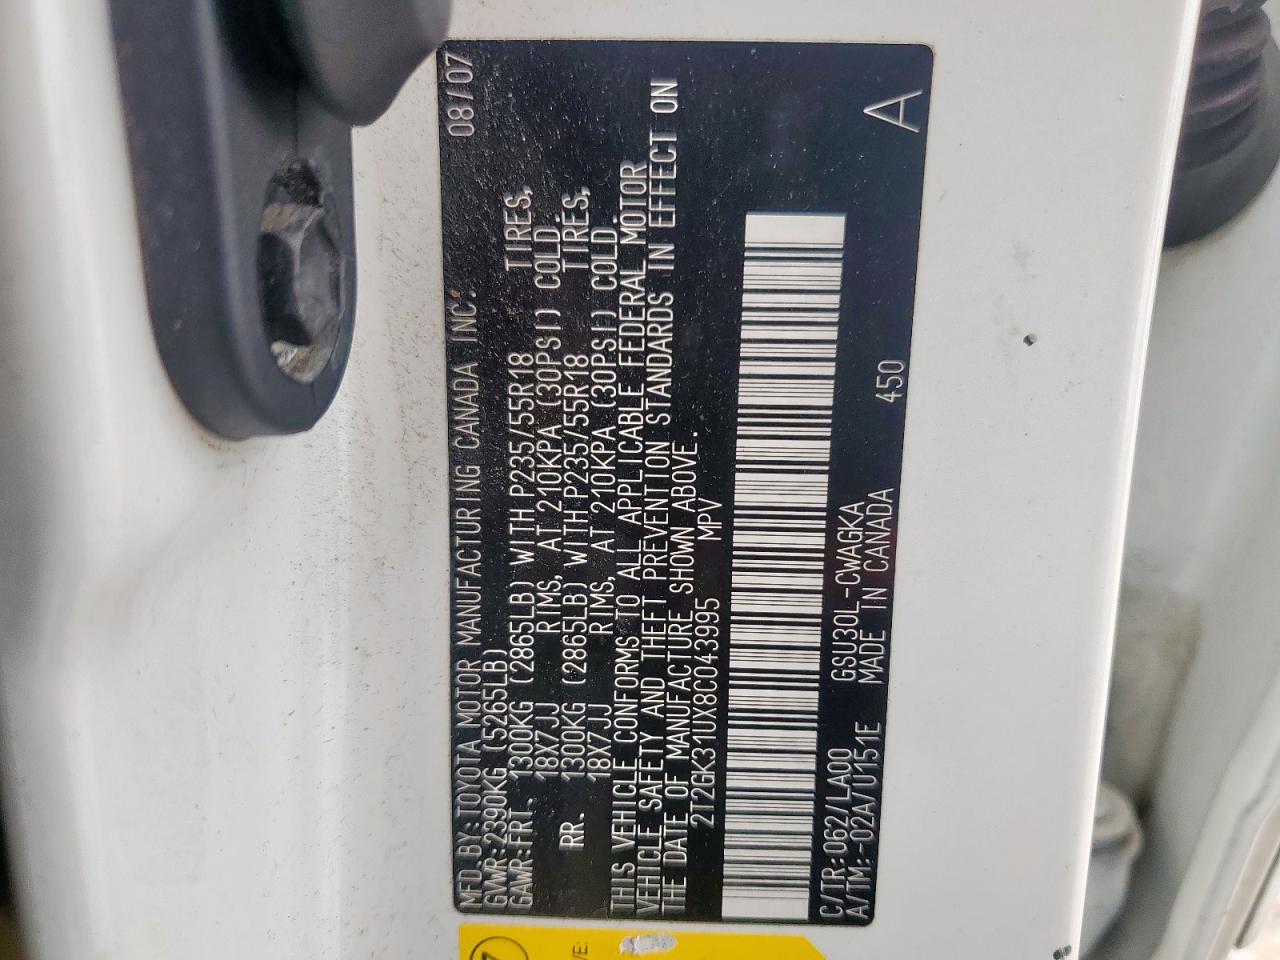 MFD BY:TOYOTA MOTOR MANUFACTURING CANADA INC. 08/07
GVWR:2390KG (5265LB)
GAWR:FRT. 1300KG (2865LB) WITH P235/55R18 TIRES,
18X7JJ RIMS, AT 210KPA (30PSI) COLD.
RR. 1300KG (2865LB) WITH P235/55R18 TIRES,
18X7JJ RIMS, AT 210KPA (30PSI) COLD.
THIS VEHICLE CONFORMS TO ALL APPLICABLE FEDERAL MOTOR
VEHICLE SAFETY AND THEFT PREVENTION STANDARDS IN EFFECT ON
THE DATE OF MANUFACTURE SHOWN ABOVE.
2T2GK31UX8C043995 MPV
C/TR:062/LA00 GSU30L-CWAGKA
A/TM:-02A/U151E MADE IN CANADA 450 A